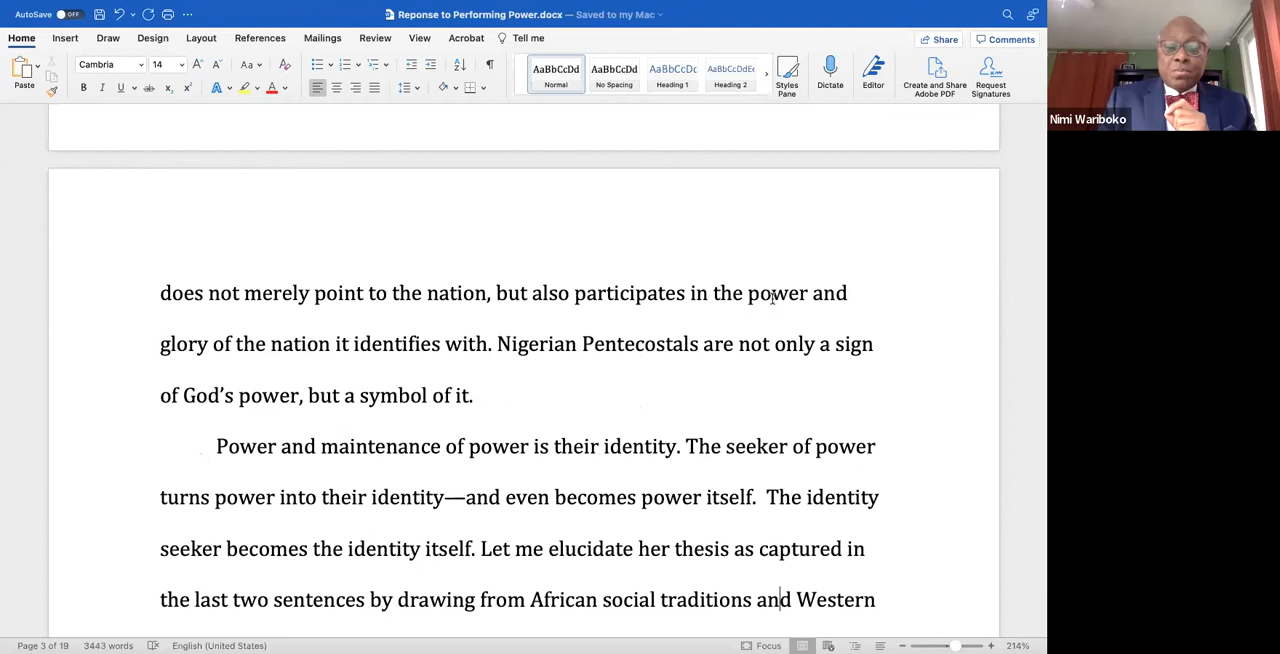 AutoSave OFF
Reponse to Performing Power.docx — Saved to my Mac
Home Insert Draw Design Layout References Mailings Review View Acrobat Tell me
Share Comments
Paste
Cambria 14
AaBbCcDd AaBbCcDd AaBbCcDc AaBbCcDdEe
Normal No Spacing Heading 1 Heading 2
Styles Pane
Dictate
Editor
Create and Share Adobe PDF
Request Signatures
Nimi Wariboko
does not merely point to the nation, but also participates in the power and
glory of the nation it identifies with. Nigerian Pentecostals are not only a sign
of God’s power, but a symbol of it.
Power and maintenance of power is their identity. The seeker of power
turns power into their identity—and even becomes power itself.  The identity
seeker becomes the identity itself. Let me elucidate her thesis as captured in
the last two sentences by drawing from African social traditions and Western
Page 3 of 19 3443 words English (United States) Focus 214%